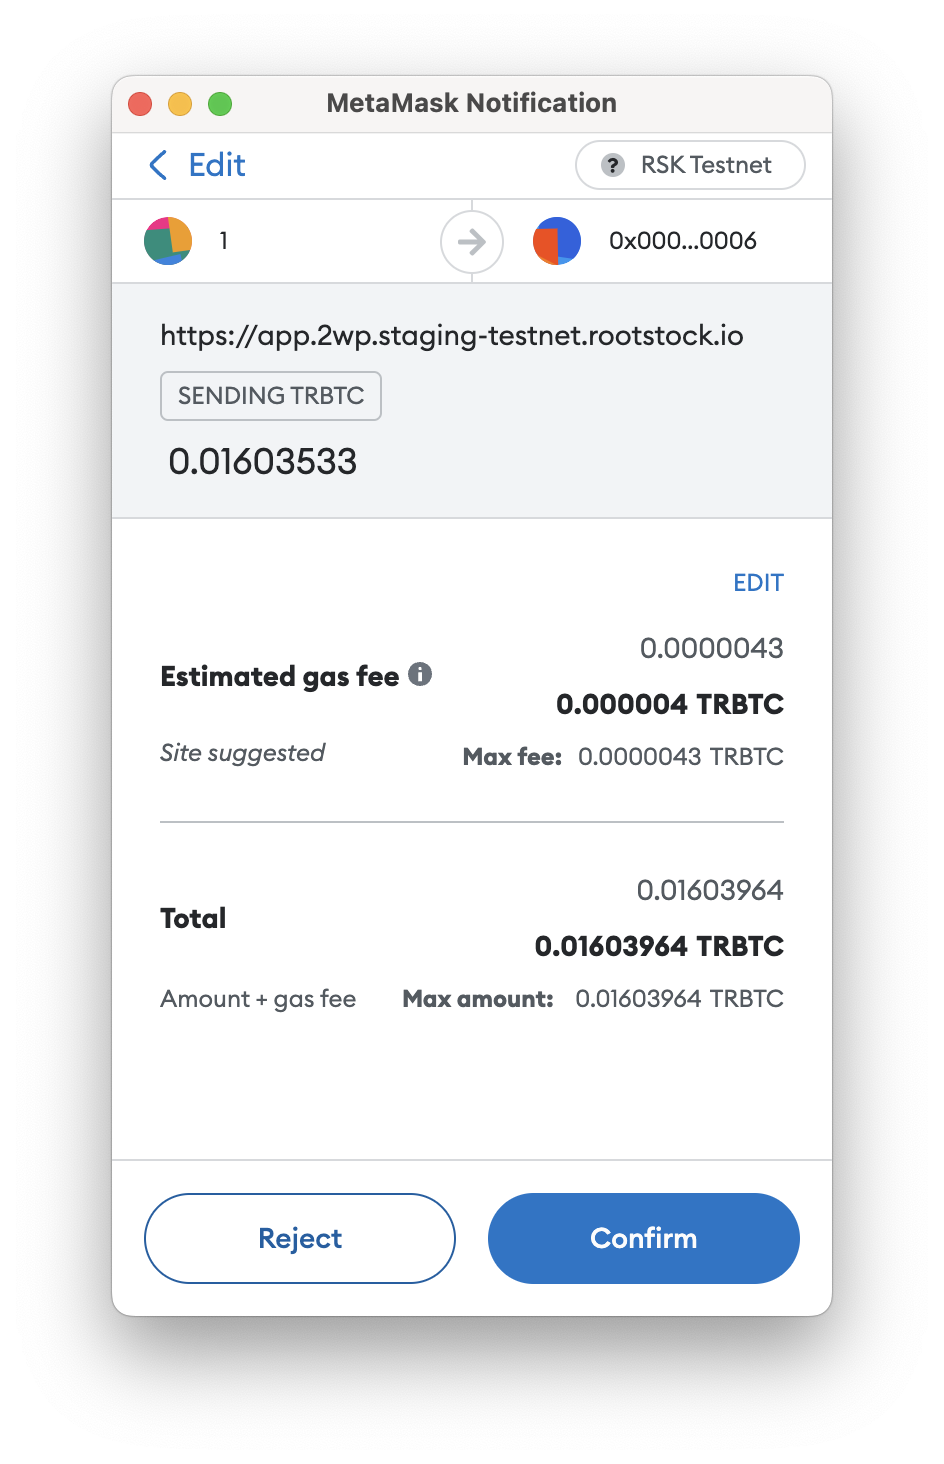 MetaMask Notification
Edit
? RSK Testnet
1
0x000...0006
https://app.2wp.staging-testnet.rootstock.io
SENDING TRBTC
0.01603533
EDIT
0.0000043
Estimated gas fee
0.000004 TRBTC
Site suggested
Max fee: 0.0000043 TRBTC
0.01603964
Total
0.01603964 TRBTC
Amount + gas fee
Max amount: 0.01603964 TRBTC
Reject
Confirm